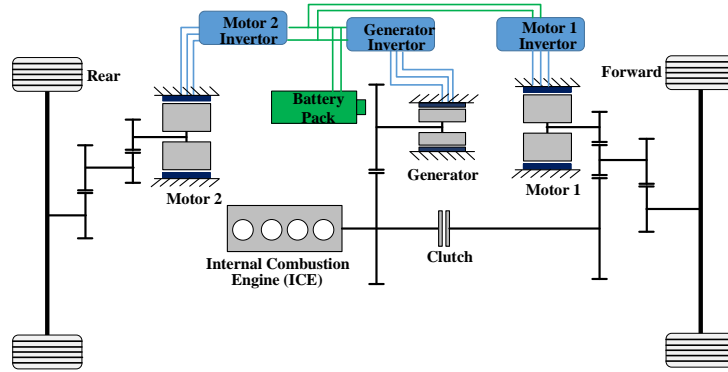 Motor 2
Invertor
Generator
Invertor
Motor 1
Invertor
Rear
Forward
Battery
Pack
Motor 2
Generator
Motor 1
Internal Combustion
Engine (ICE)
Clutch